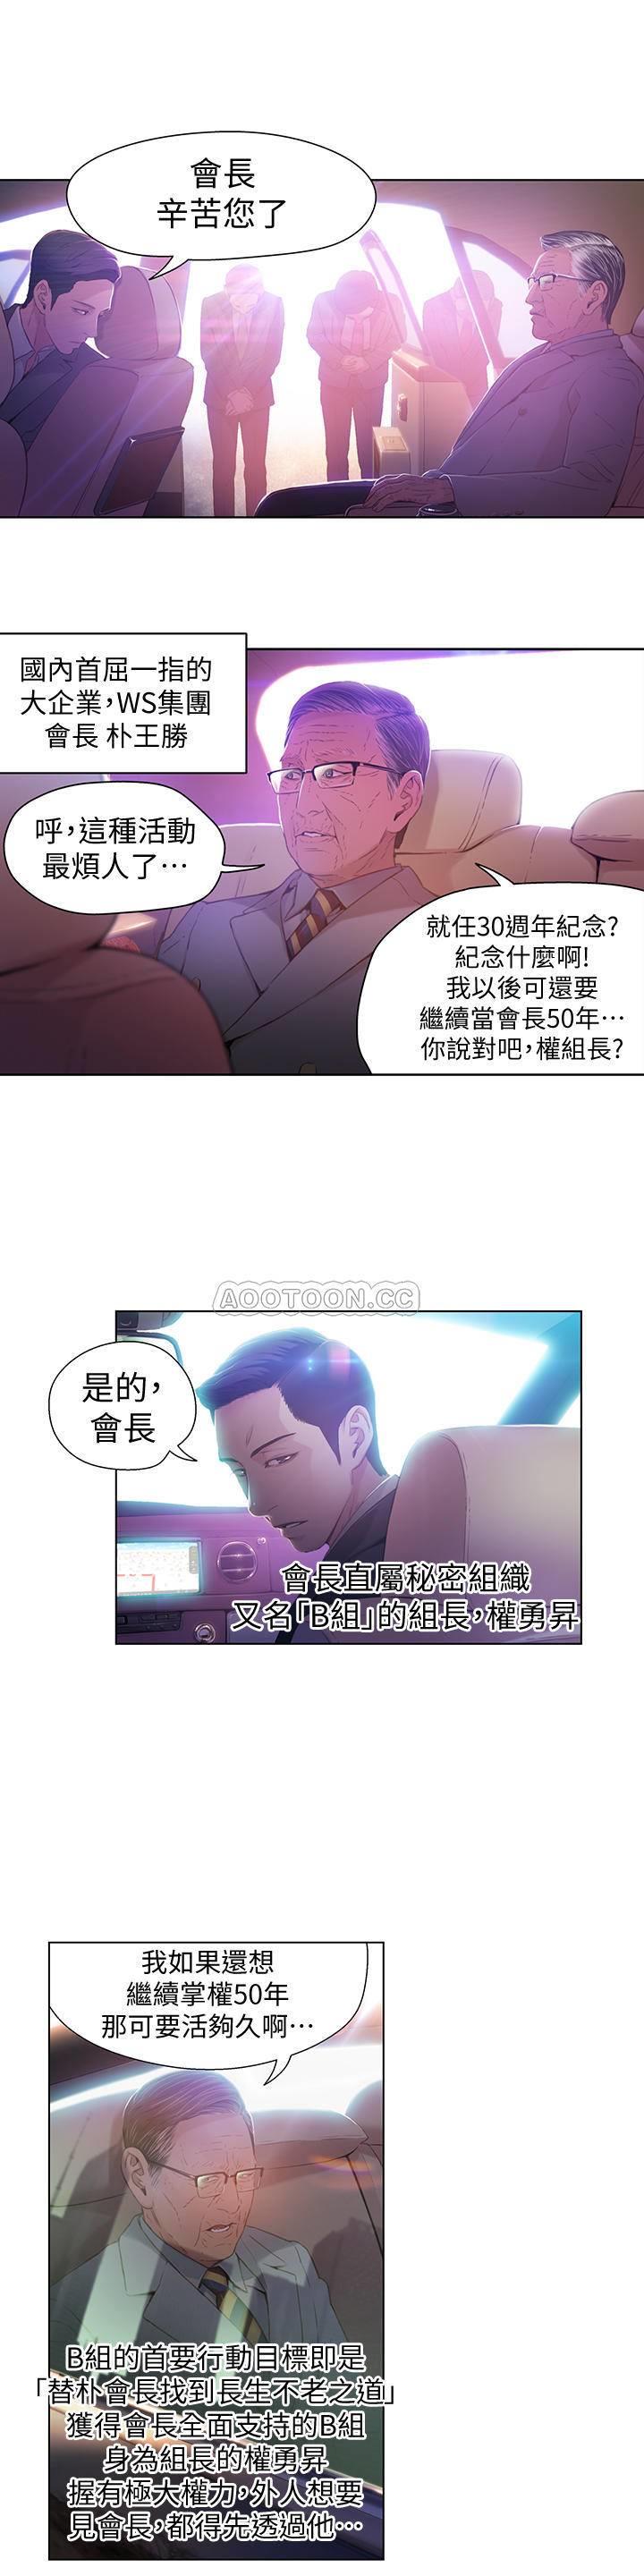 會長
辛苦您了
國內首屈一指的
大企業,WS集團
會長 朴王勝
呼,這種活動
最煩人了…
就任30週年紀念?
紀念什麼啊!
我以後可還要
繼續當會長50年…
你說對吧,權組長?
AOOTOON.CC
是的,
會長
會長直屬秘密組織
又名「B組」的組長,權勇昇
我如果還想
繼續掌權50年
那可要活夠久啊…
B組的首要行動目標即是
「替朴會長找到長生不老之道」
獲得會長全面支持的B組
身為組長的權勇昇
握有極大權力,外人想要
見會長,都得先透過他…